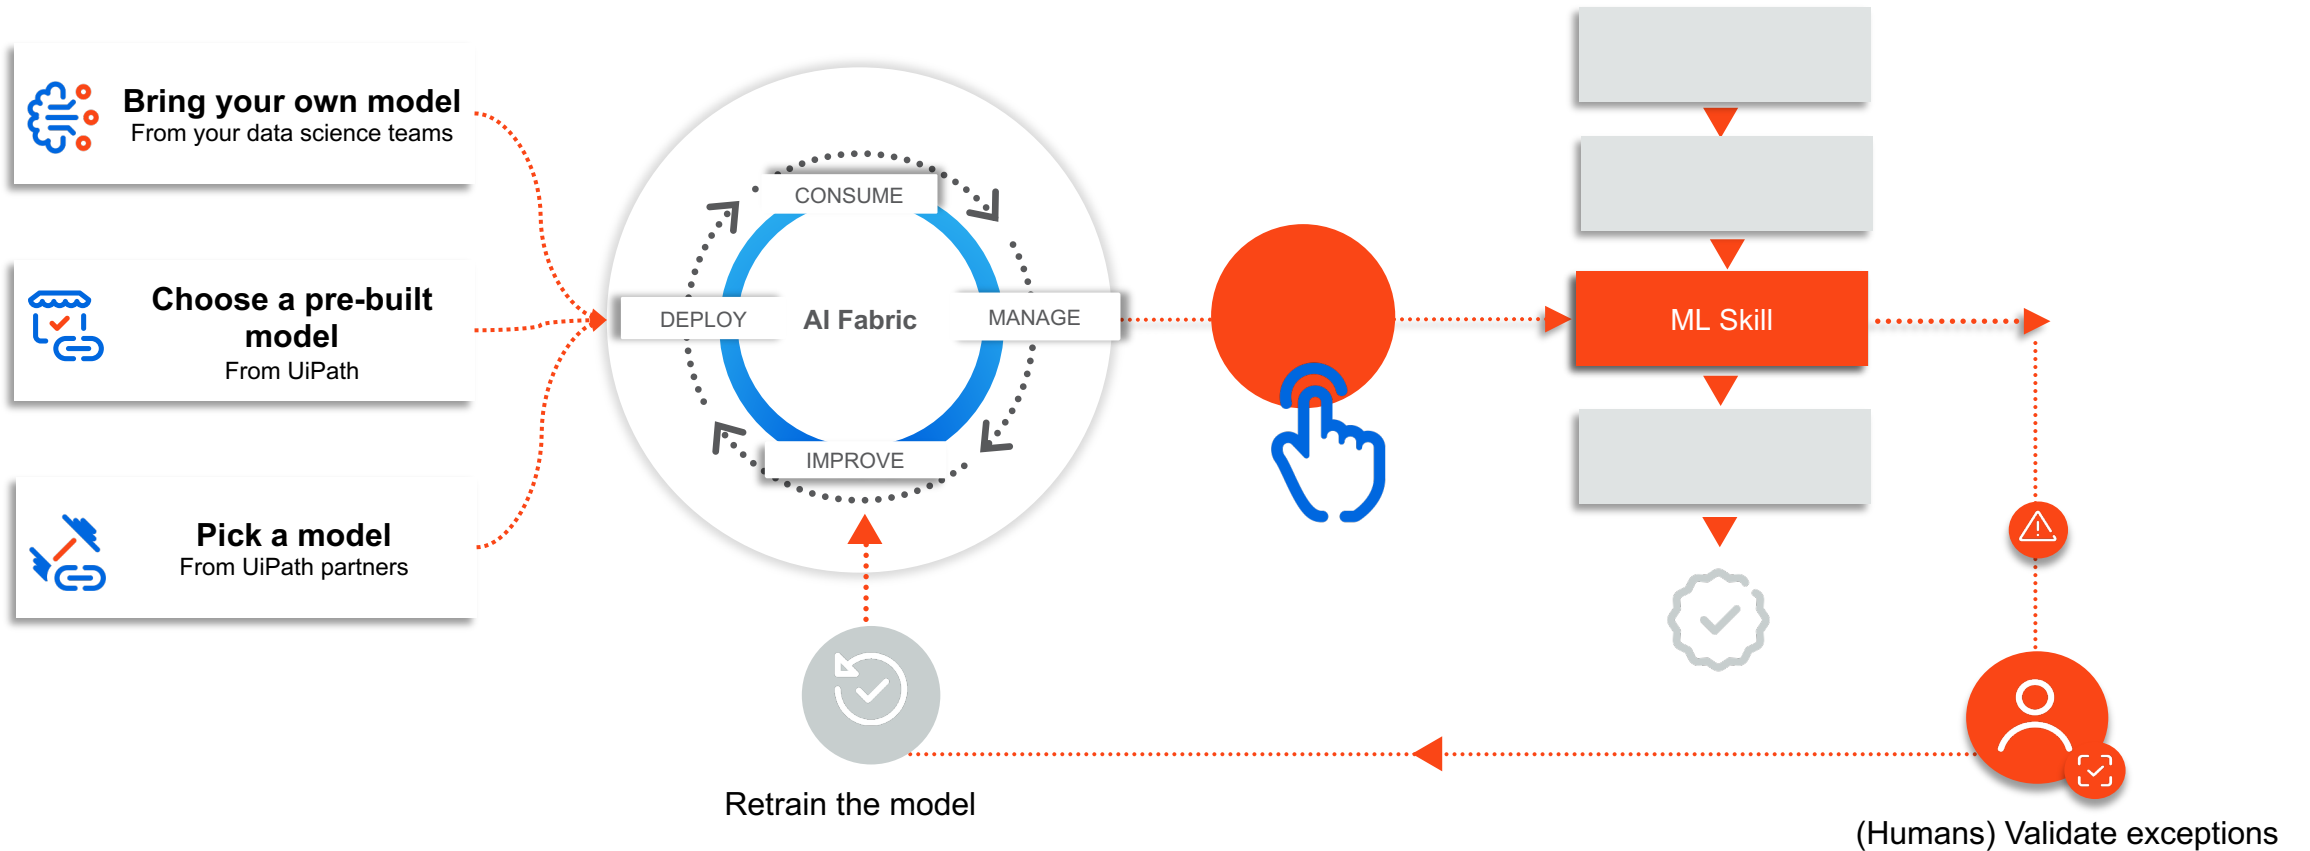 Bring your own model
From your data science teams
Choose a pre-built
model
From UiPath
Pick a model
From UiPath partners
CONSUME
DEPLOY
AI Fabric
MANAGE
IMPROVE
ML Skill
Retrain the model
(Humans) Validate exceptions